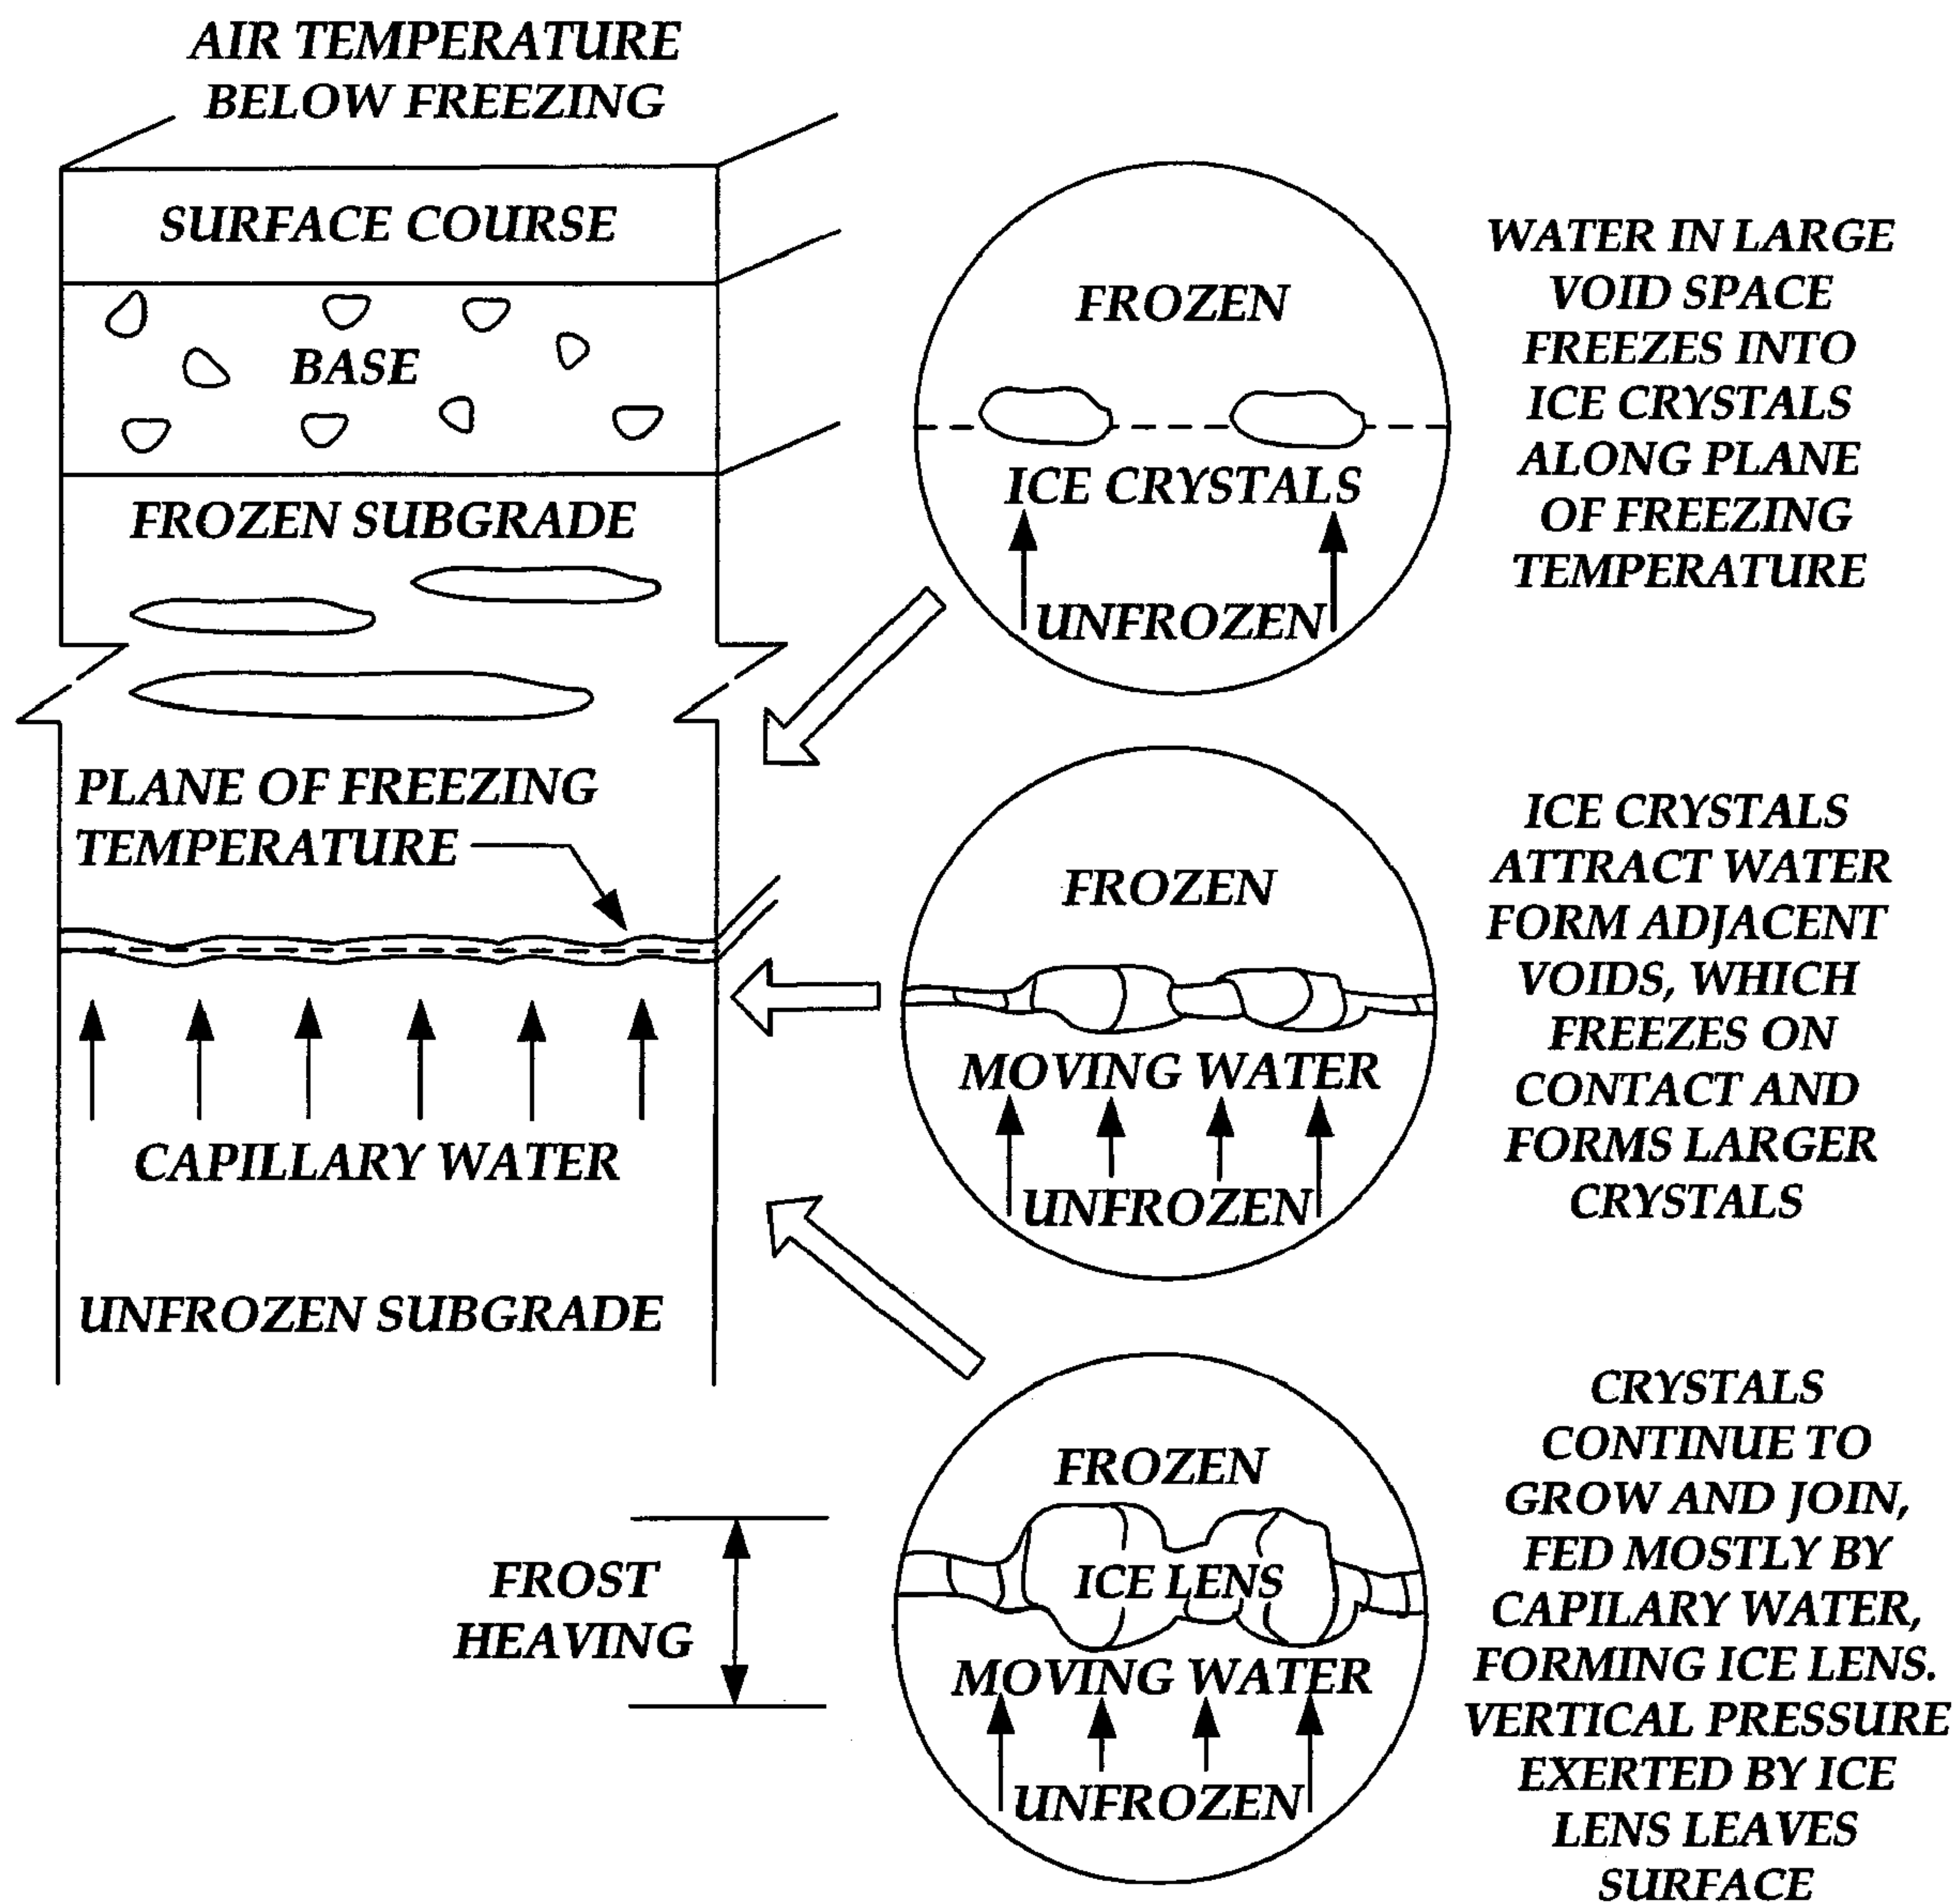 AIR TEMPERATURE
BELOW FREEZING
SURFACE COURSE
BASE
FROZEN SUBGRADE
PLANE OF FREEZING
TEMPERATURE
CAPILLARY WATER
UNFROZEN SUBGRADE
FROZEN
ICE CRYSTALS
UNFROZEN
WATER IN LARGE
VOID SPACE
FREEZES INTO
ICE CRYSTALS
ALONG PLANE
OF FREEZING
TEMPERATURE
FROZEN
MOVING WATER
UNFROZEN
ICE CRYSTALS
ATTRACT WATER
FORM ADJACENT
VOIDS, WHICH
FREEZES ON
CONTACT AND
FORMS LARGER
CRYSTALS
FROST
HEAVING
FROZEN
ICE LENS
MOVING WATER
UNFROZEN
CRYSTALS
CONTINUE TO
GROW AND JOIN,
FED MOSTLY BY
CAPILARY WATER,
FORMING ICE LENS.
VERTICAL PRESSURE
EXERTED BY ICE
LENS LEAVES
SURFACE